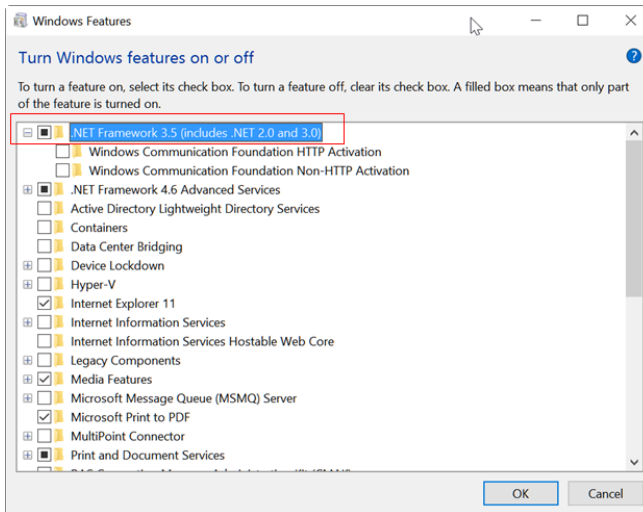 Windows Features
Turn Windows features on or off
To turn a feature on, select its check box. To turn a feature off, clear its check box. A filled box means that only part
of the feature is turned on.
.NET Framework 3.5 (includes .NET 2.0 and 3.0)
Windows Communication Foundation HTTP Activation
Windows Communication Foundation Non-HTTP Activation
.NET Framework 4.6 Advanced Services
Active Directory Lightweight Directory Services
Containers
Data Center Bridging
Device Lockdown
Hyper-V
Internet Explorer 11
Internet Information Services
Internet Information Services Hostable Web Core
Legacy Components
Media Features
Microsoft Message Queue (MSMQ) Server
Microsoft Print to PDF
MultiPoint Connector
Print and Document Services
OK Cancel